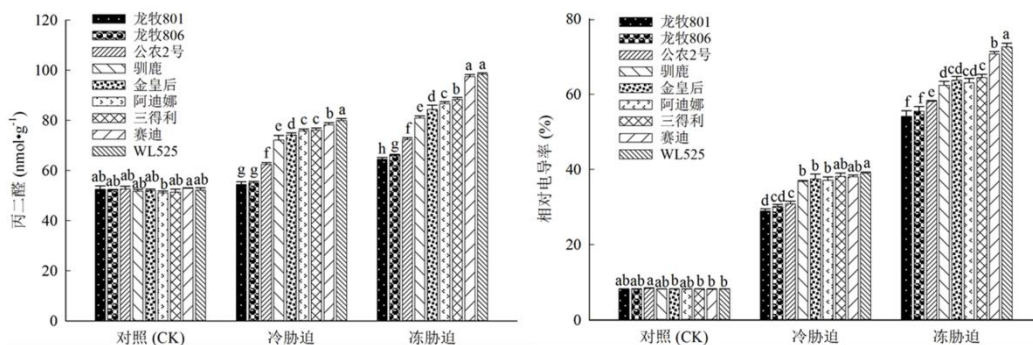 120
100
80
60
40
20
0
丙二醛 (nmol•g⁻¹)
龙牧801
龙牧806
公农2号
驯鹿
金皇后
阿迪娜
三得利
赛迪
WL525
ab ab ab ab ab b ab a ab
g g f e d c c b a
h g f e d c b a a
对照 (CK) 冷胁迫 冻胁迫
80
60
40
20
0
相对电导率 (%)
龙牧801
龙牧806
公农2号
驯鹿
金皇后
阿迪娜
三得利
赛迪
WL525
ab ab a ab b ab b b b
d cd c b b b ab ab a
f f e d cd cd c b a
对照 (CK) 冷胁迫 冻胁迫